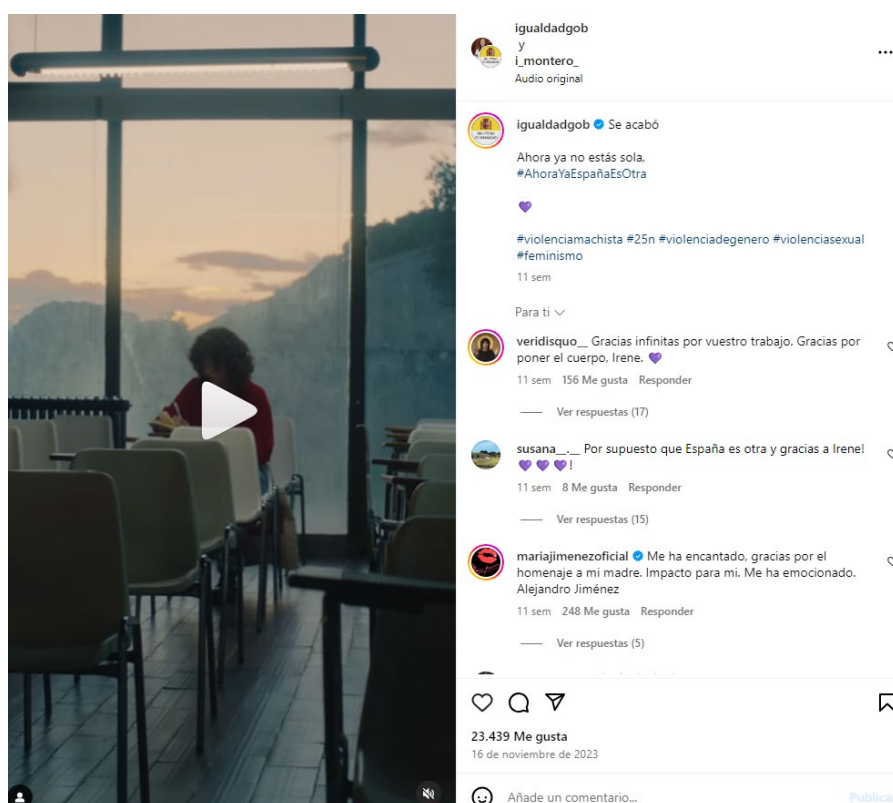 igualdadgob
y
i_montero_
Audio original
igualdadgob Se acabó
Ahora ya no estás sola,
#AhoraYaEspañaEsOtra
💜
#violenciamachista #25n #violenciadegenero #violenciasexual
#feminismo
11 sem
Para ti
veridisquo__ Gracias infinitas por vuestro trabajo. Gracias por
poner el cuerpo, Irene. 💜
11 sem 156 Me gusta Responder
Ver respuestas (17)
susana__.__ Por supuesto que España es otra y gracias a Irene!
💜💜💜!
11 sem 8 Me gusta Responder
Ver respuestas (15)
mariajimenezoficial Me ha encantado, gracias por el
homenaje a mi madre. Impacto para mi. Me ha emocionado.
Alejandro Jiménez
11 sem 248 Me gusta Responder
Ver respuestas (5)
23.439 Me gusta
16 de noviembre de 2023
Añade un comentario...